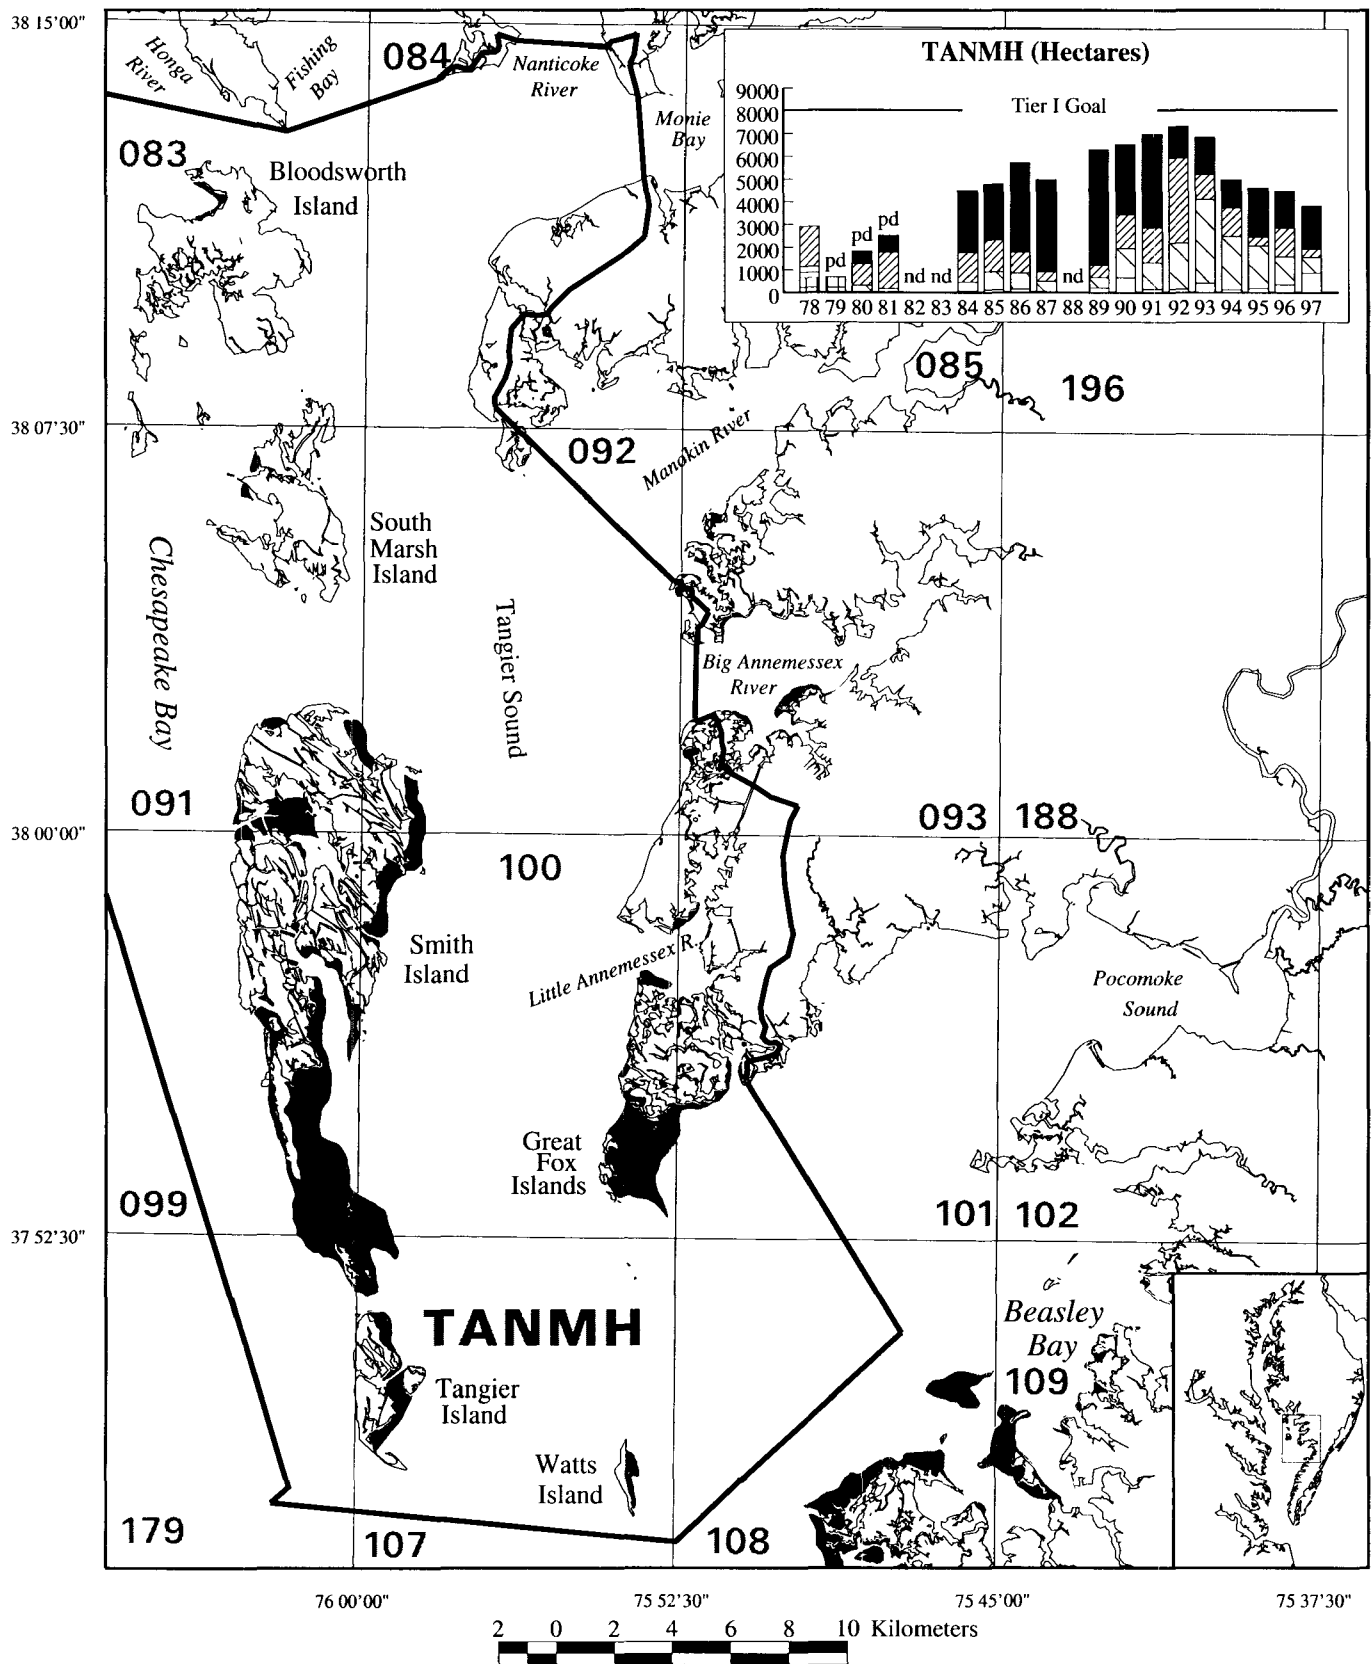 38 15'00"
Honga
River
Fishing
Bay
084
Nanticoke
River
Monie
Bay
TANMH (Hectares)
Tier I Goal
9000
8000
7000
6000
5000
4000
3000
2000
1000
0
pd
pd
pd
nd
nd
nd
78 79 80 81 82 83 84 85 86 87 88 89 90 91 92 93 94 95 96 97
083
Bloodsworth
Island
085
196
38 07'30"
092
Manokin River
South
Marsh
Island
Chesapeake Bay
Tangier Sound
Big Annemessex
River
091
093
188
38 00'00"
100
Smith
Island
Little Annemessex R.
Pocomoke
Sound
Great
Fox
Islands
099
101
102
37 52'30"
TANMH
Beasley
Bay
109
Tangier
Island
Watts
Island
179
107
108
76 00'00"
75 52'30"
75 45'00"
75 37'30"
2 0 2 4 6 8 10 Kilometers